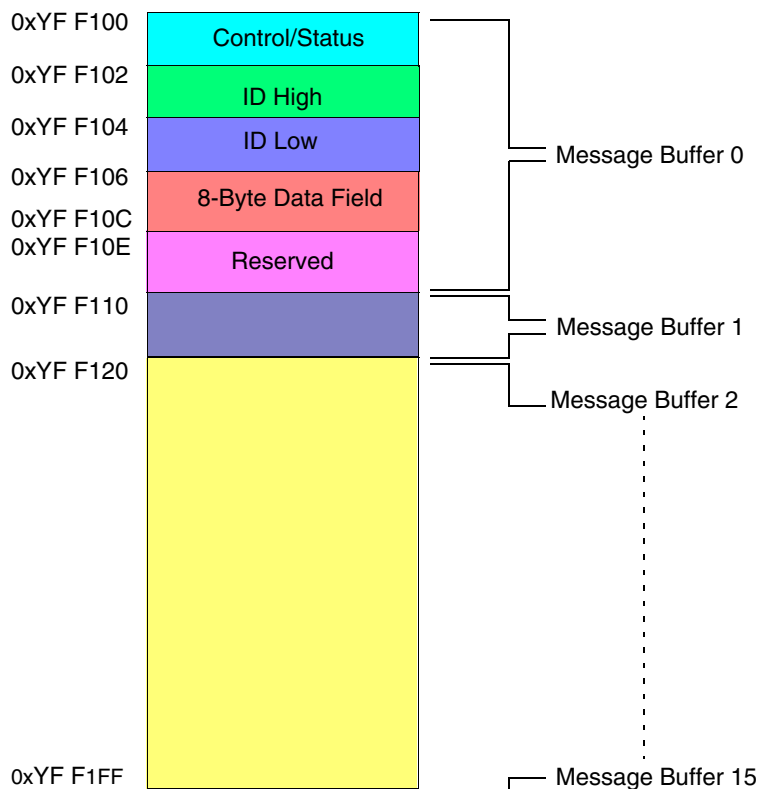 0xYF F100
Control/Status
0xYF F102
ID High
0xYF F104
ID Low
Message Buffer 0
0xYF F106
8-Byte Data Field
0xYF F10C
0xYF F10E
Reserved
0xYF F110
Message Buffer 1
0xYF F120
Message Buffer 2
0xYF F1FF
Message Buffer 15